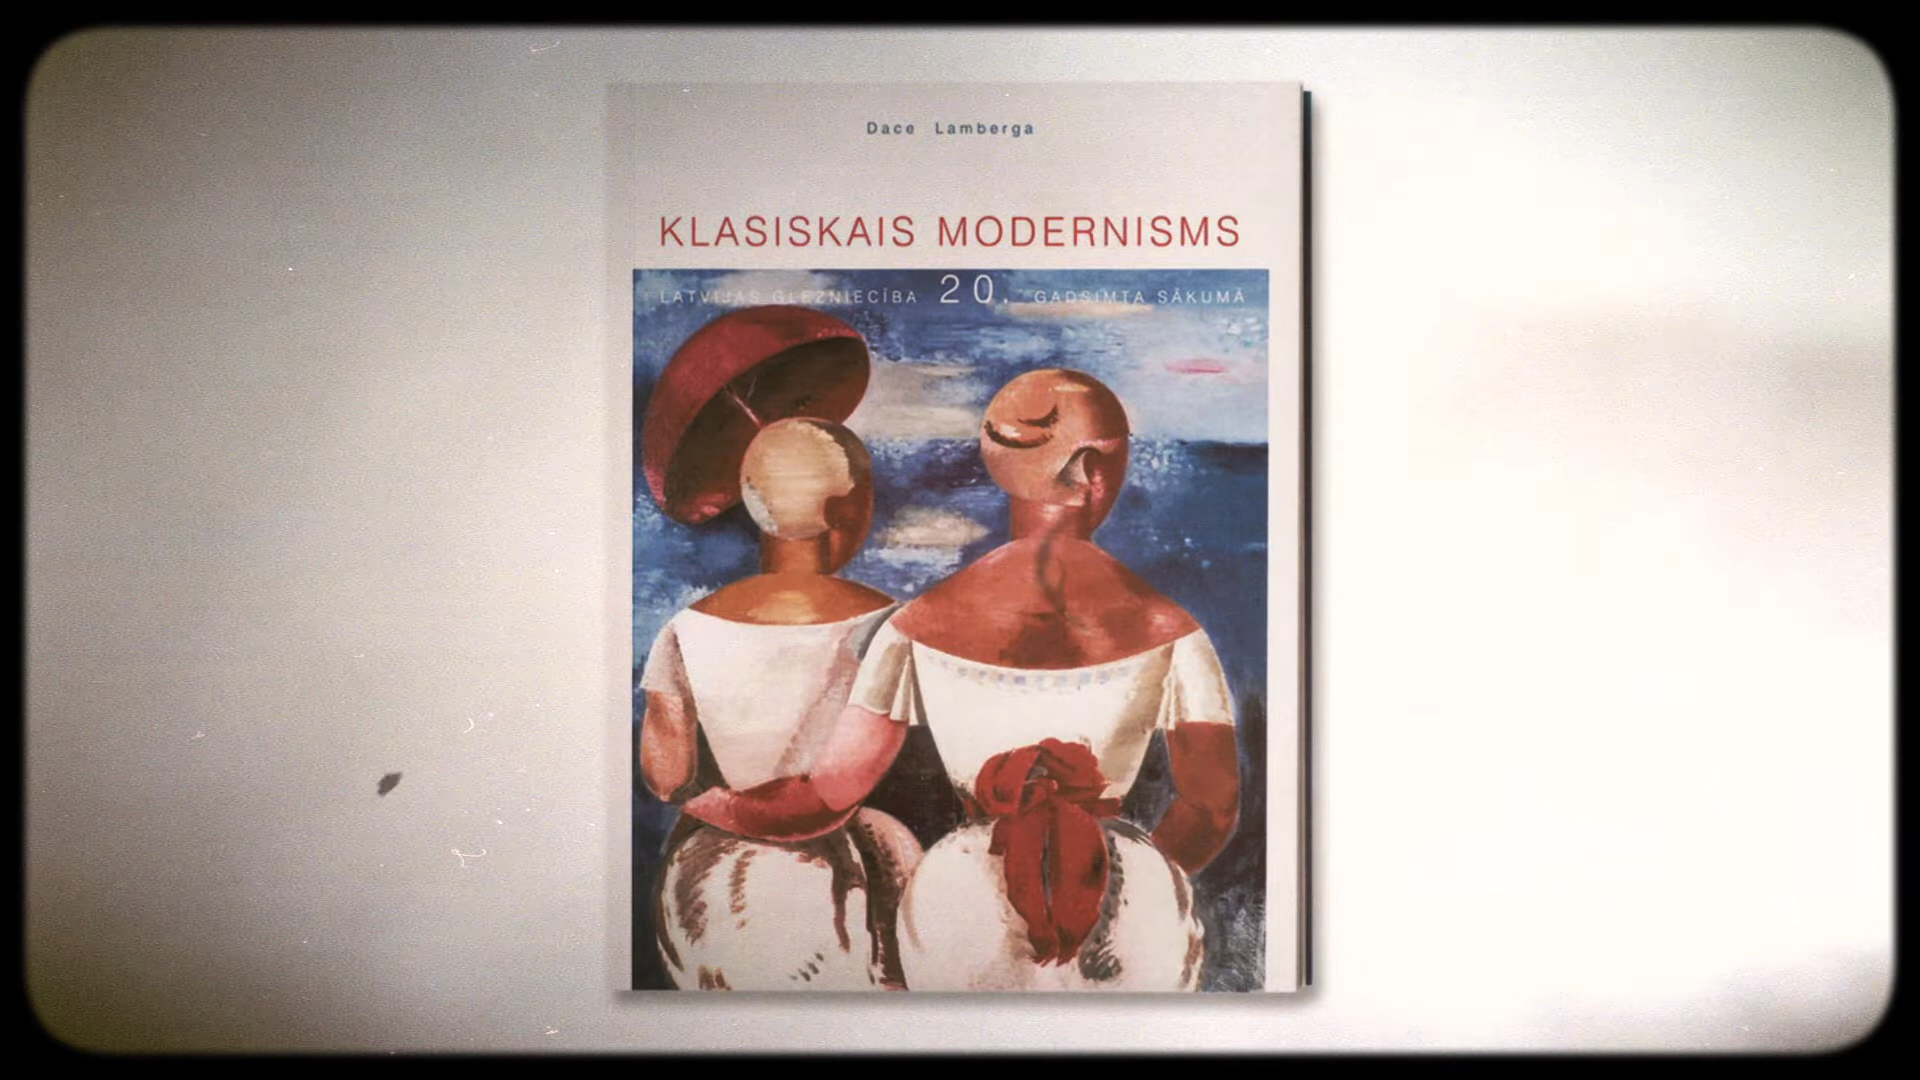 Dace Lamberga
KLASISKAIS MODERNISMS
LATVIJAS GLEZNIECĪBA 20. GADSIMTA SĀKUMĀ